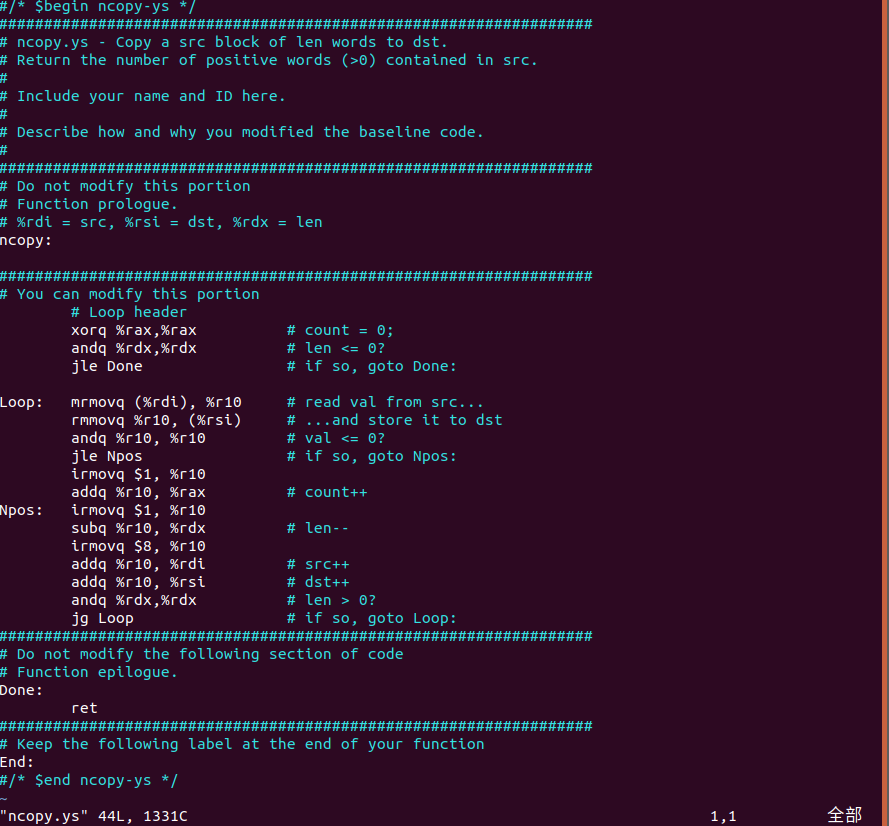 #/* $begin ncopy-ys */
##################################################################
# ncopy.ys - Copy a src block of len words to dst.
# Return the number of positive words (>0) contained in src.
#
# Include your name and ID here.
#
# Describe how and why you modified the baseline code.
#
##################################################################
# Do not modify this portion
# Function prologue.
# %rdi = src, %rsi = dst, %rdx = len
ncopy:

##################################################################
# You can modify this portion
        # Loop header
        xorq %rax,%rax          # count = 0;
        andq %rdx,%rdx          # len <= 0?
        jle Done                # if so, goto Done:

Loop:   mrmovq (%rdi), %r10     # read val from src...
        rmmovq %r10, (%rsi)     # ...and store it to dst
        andq %r10, %r10         # val <= 0?
        jle Npos                # if so, goto Npos:
        irmovq $1, %r10
        addq %r10, %rax         # count++
Npos:   irmovq $1, %r10
        subq %r10, %rdx         # len--
        irmovq $8, %r10
        addq %r10, %rdi         # src++
        addq %r10, %rsi         # dst++
        andq %rdx,%rdx          # len > 0?
        jg Loop                 # if so, goto Loop:
##################################################################
# Do not modify the following section of code
# Function epilogue.
Done:
        ret
##################################################################
# Keep the following label at the end of your function
End:
#/* $end ncopy-ys */
~
"ncopy.ys" 44L, 1331C                                          1,1          全部